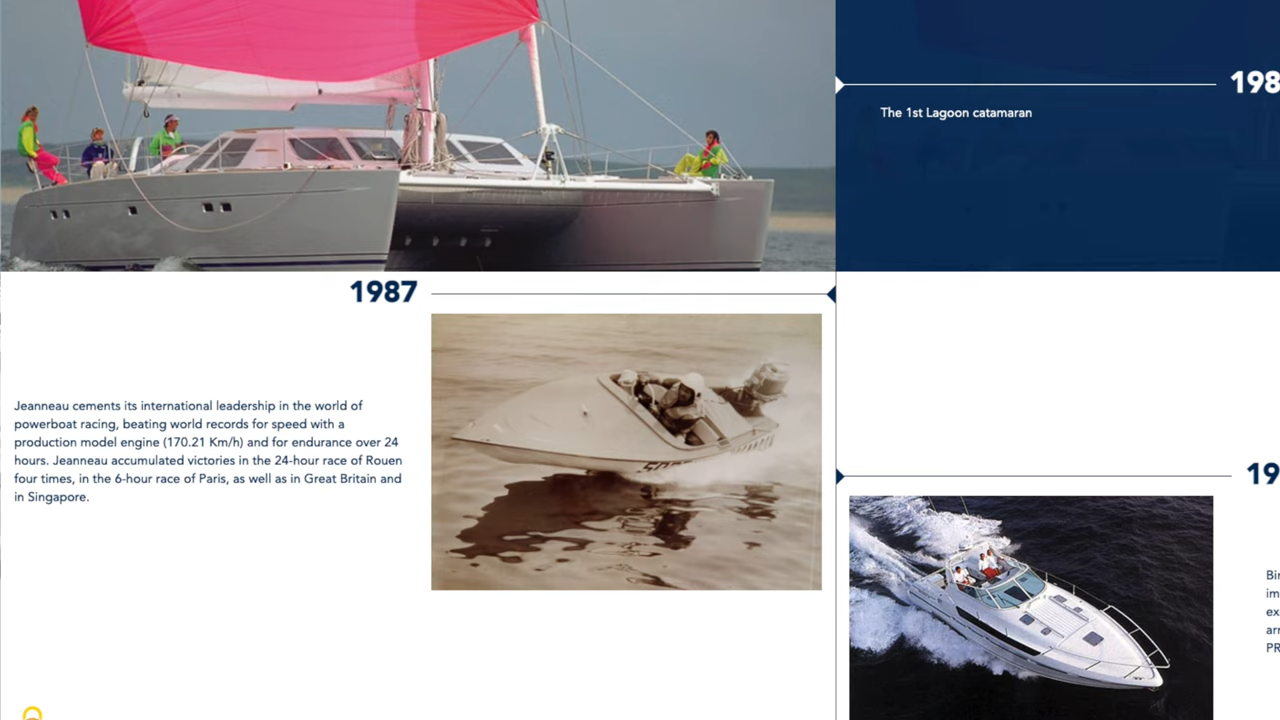 198
The 1st Lagoon catamaran
1987
Jeanneau cements its international leadership in the world of
powerboat racing, beating world records for speed with a
production model engine (170.21 Km/h) and for endurance over 24
hours. Jeanneau accumulated victories in the 24-hour race of Rouen
four times, in the 6-hour race of Paris, as well as in Great Britain and
in Singapore.
19